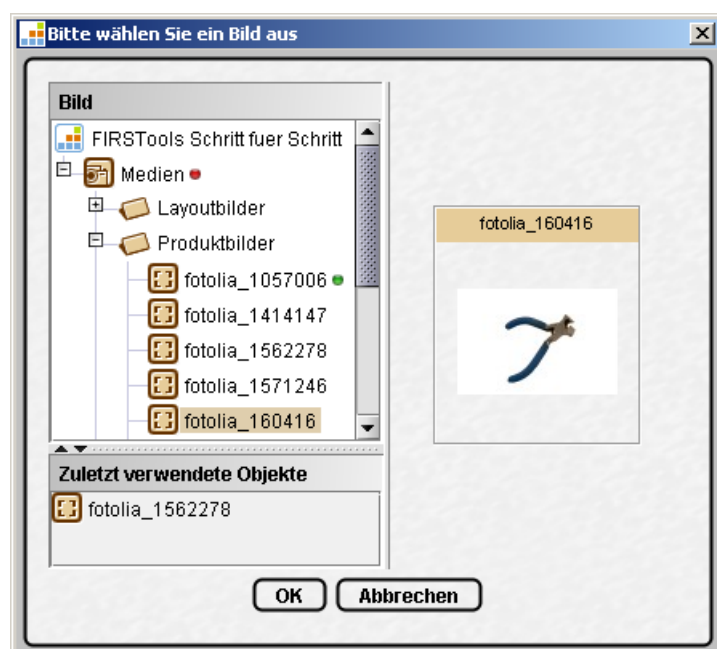 Bitte wählen Sie ein Bild aus
Bild
FIRSTools Schritt fuer Schritt
Medien
Layoutbilder
Produktbilder
fotolia_1057006
fotolia_1414147
fotolia_1562278
fotolia_1571246
fotolia_160416
Zuletzt verwendete Objekte
fotolia_1562278
fotolia_160416
OK
Abbrechen